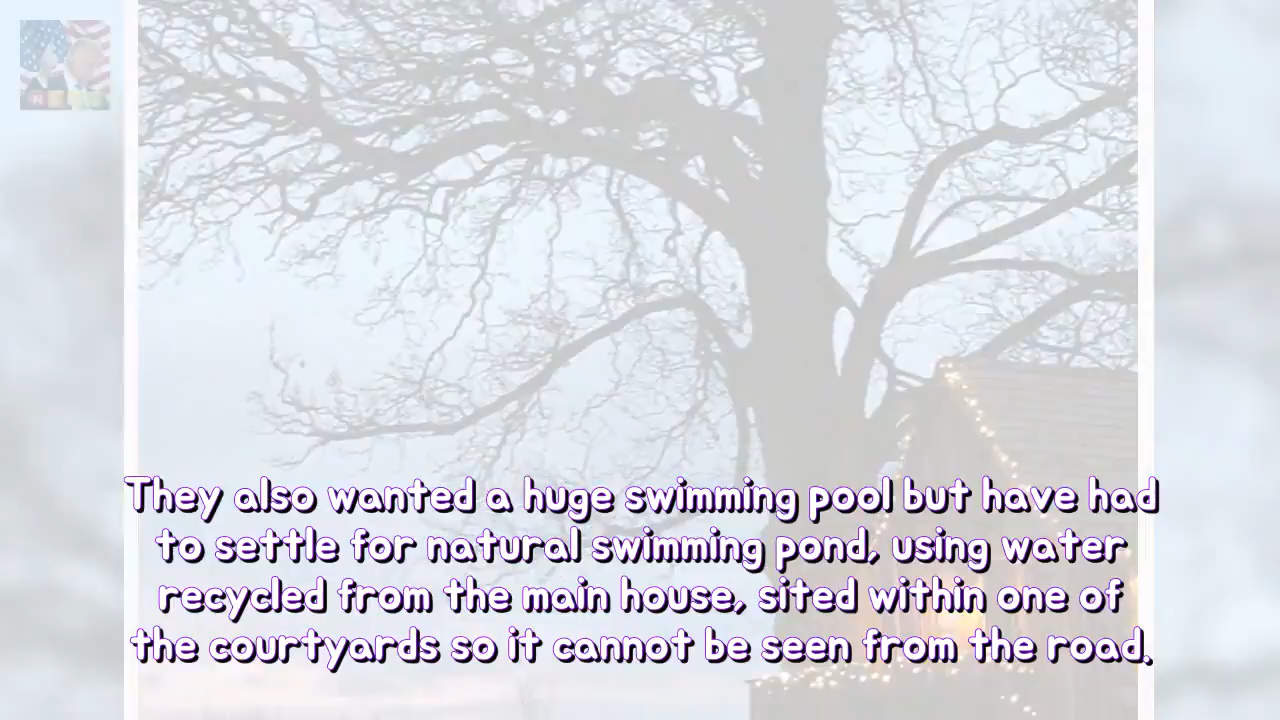 They also wanted a huge swimming pool but have had
to settle for natural swimming pond, using water
recycled from the main house, sited within one of
the courtyards so it cannot be seen from the road.